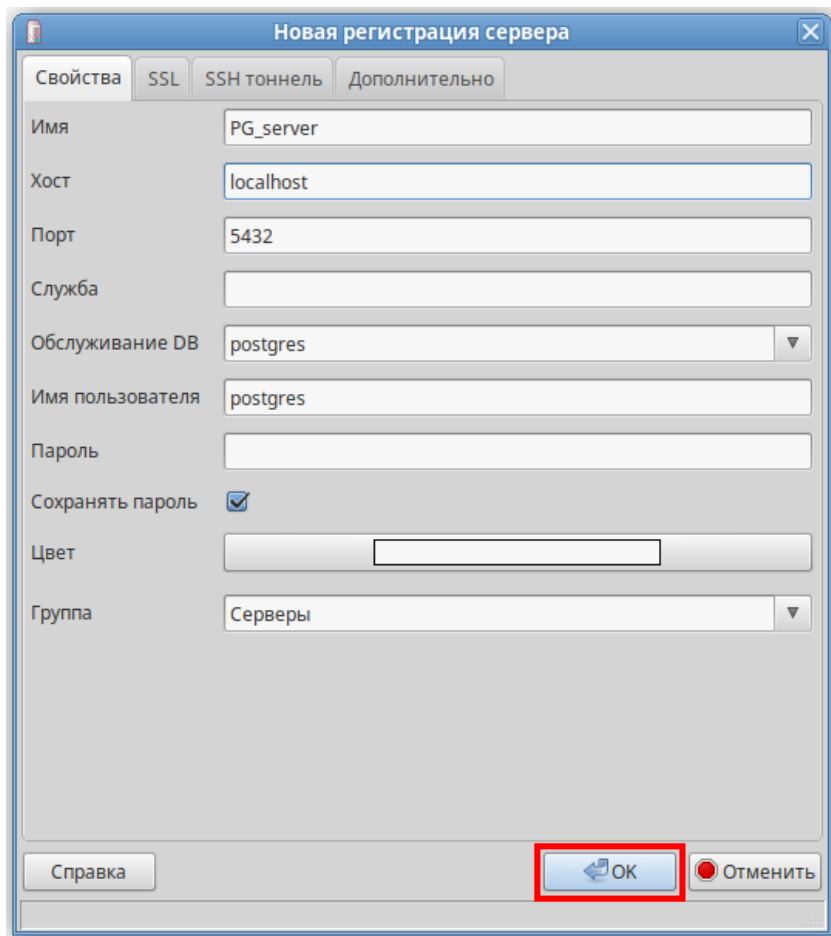 Новая регистрация сервера
Свойства SSL SSH тоннель Дополнительно
Имя PG_server
Хост localhost
Порт 5432
Служба
Обслуживание DB postgres
Имя пользователя postgres
Пароль
Сохранять пароль
Цвет
Группа Серверы
Справка OK Отменить